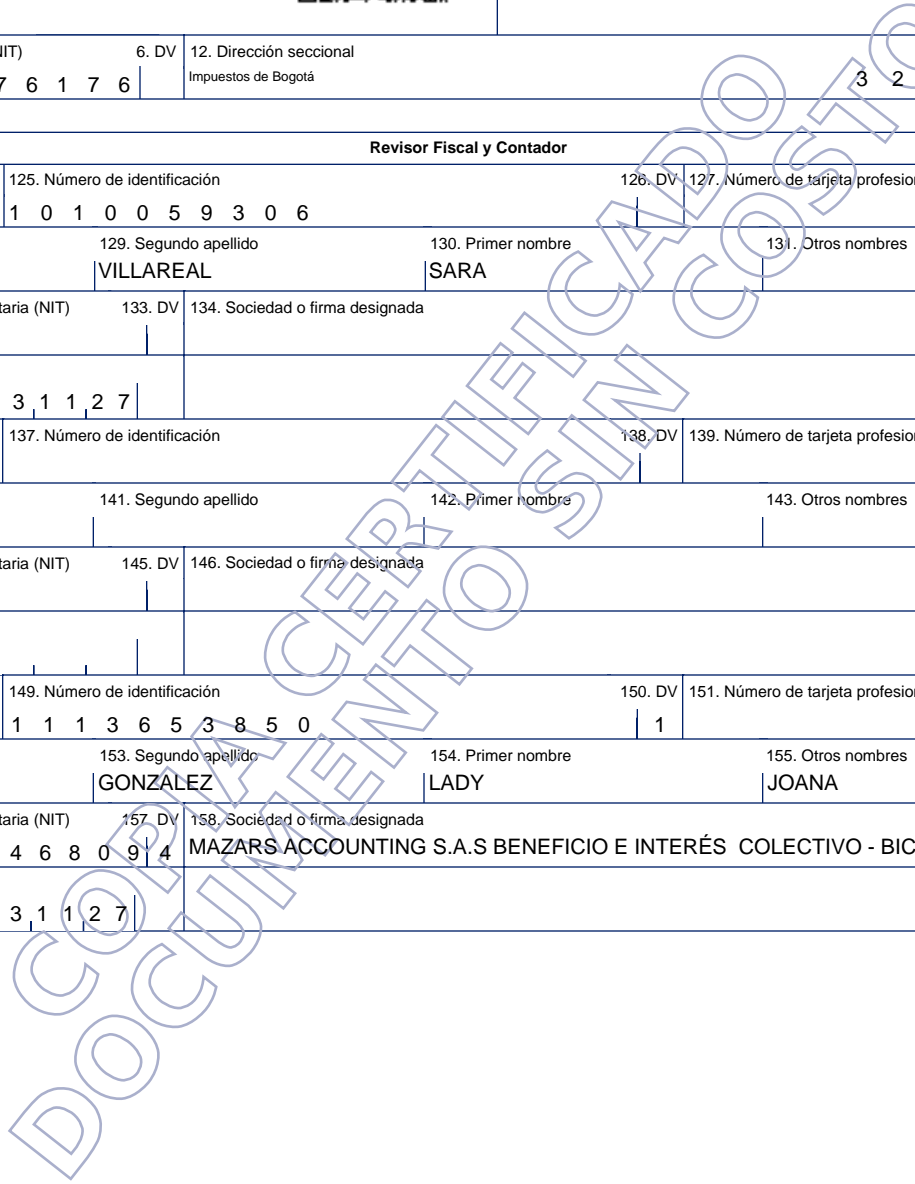 IT) 6. DV 12. Dirección seccional
7 6 1 7 6 Impuestos de Bogotá 3 2
Revisor Fiscal y Contador
125. Número de identificación 126. DV 127. Número de tarjeta profesio
1 0 1 0 0 5 9 3 0 6
129. Segundo apellido 130. Primer nombre 131. Otros nombres
VILLAREAL SARA
taria (NIT) 133. DV 134. Sociedad o firma designada
3 1 1 2 7
137. Número de identificación 138. DV 139. Número de tarjeta profesio
141. Segundo apellido 142. Primer nombre 143. Otros nombres
taria (NIT) 145. DV 146. Sociedad o firma designada
149. Número de identificación 150. DV 151. Número de tarjeta profesio
1 1 1 3 6 5 3 8 5 0 1
153. Segundo apellido 154. Primer nombre 155. Otros nombres
GONZALEZ LADY JOANA
taria (NIT) 157. DV 158. Sociedad o firma designada
4 6 8 0 9 4 MAZARS ACCOUNTING S.A.S BENEFICIO E INTERÉS COLECTIVO - BIC
3 1 1 2 7
COPIA CERTIFICADO
DOCUMENTO SIN COSTO